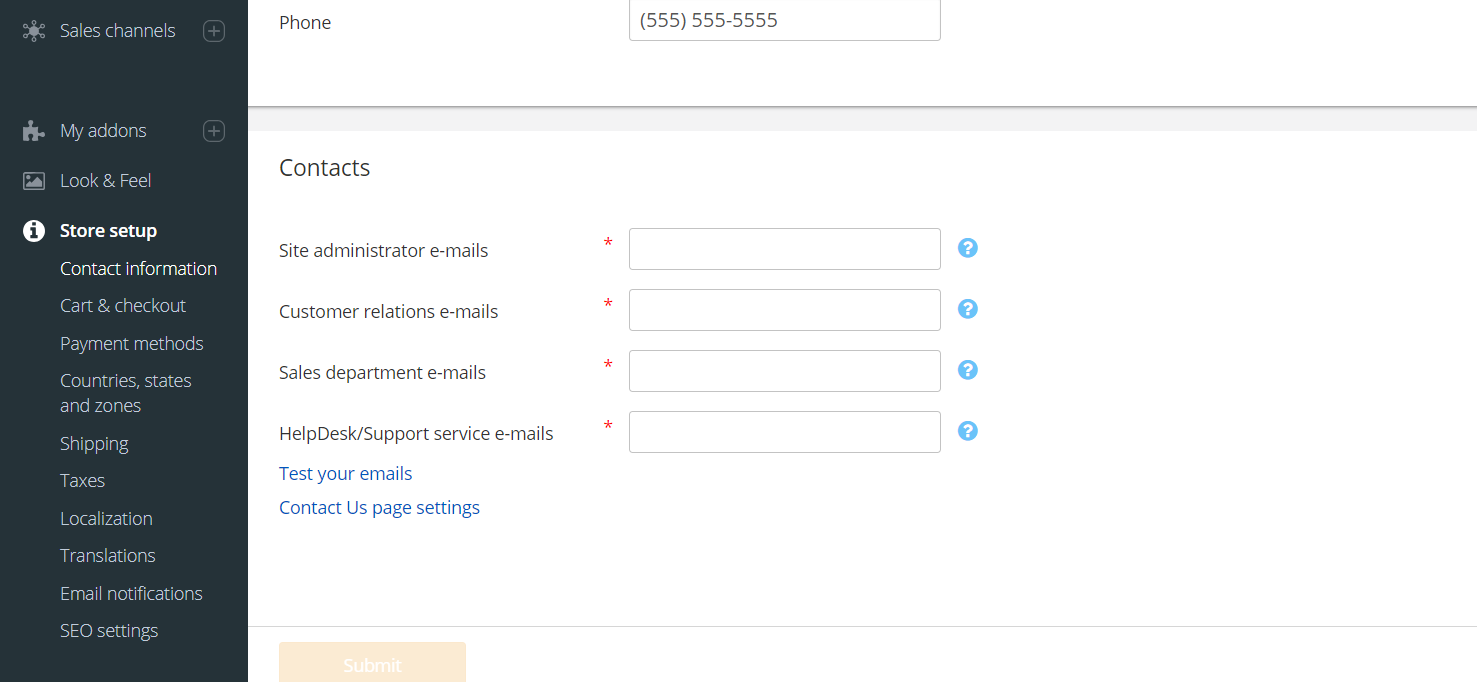 Sales channels
My addons
Look & Feel
Store setup
Contact information
Cart & checkout
Payment methods
Countries, states
and zones
Shipping
Taxes
Localization
Translations
Email notifications
SEO settings
Phone
(555) 555-5555
Contacts
Site administrator e-mails *
Customer relations e-mails *
Sales department e-mails *
HelpDesk/Support service e-mails *
Test your emails
Contact Us page settings
Submit